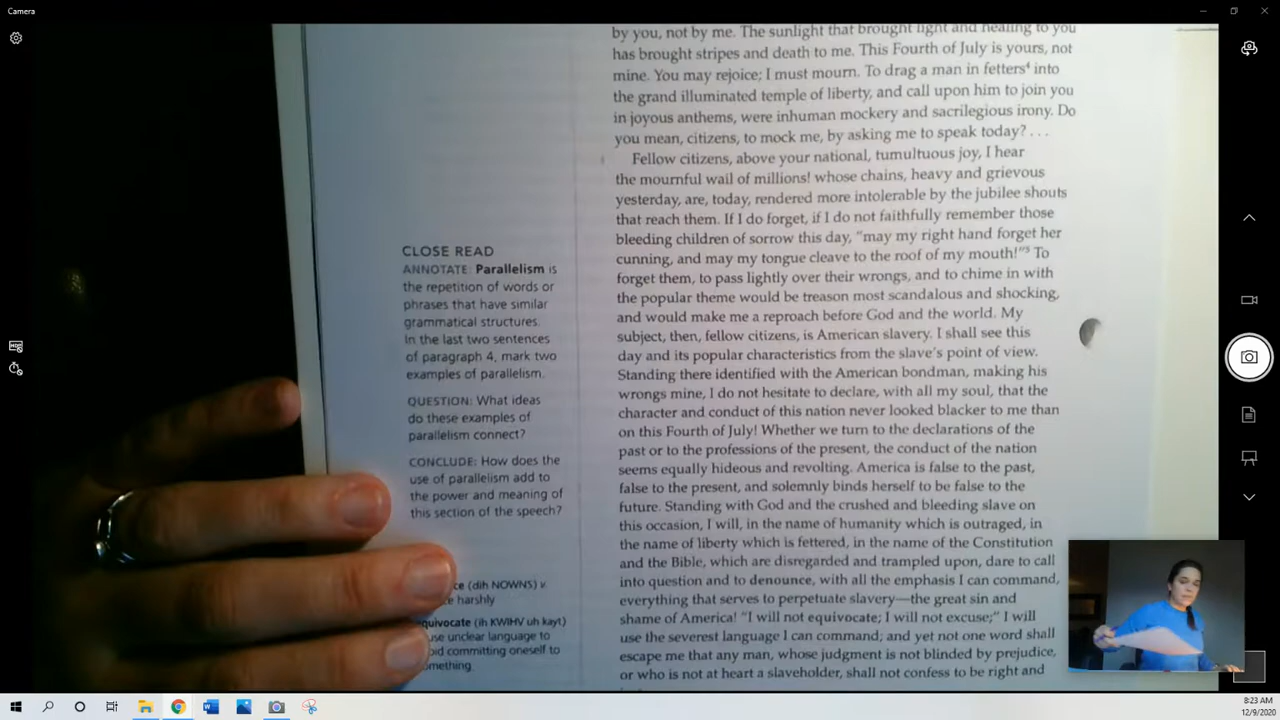 Camera
by you, not by me. The sunlight that brought light and healing to you
has brought stripes and death to me. This Fourth of July is yours, not
mine. You may rejoice; I must mourn. To drag a man in fetters⁴ into
the grand illuminated temple of liberty, and call upon him to join you
in joyous anthems, were inhuman mockery and sacrilegious irony. Do
you mean, citizens, to mock me, by asking me to speak today? . . .
Fellow citizens, above your national, tumultuous joy, I hear
the mournful wail of millions! whose chains, heavy and grievous
yesterday, are, today, rendered more intolerable by the jubilee shouts
that reach them. If I do forget, if I do not faithfully remember those
bleeding children of sorrow this day, "may my right hand forget her
cunning, and may my tongue cleave to the roof of my mouth!"⁵ To
forget them, to pass lightly over their wrongs, and to chime in with
the popular theme would be treason most scandalous and shocking,
and would make me a reproach before God and the world. My
subject, then, fellow citizens, is American slavery. I shall see this
day and its popular characteristics from the slave's point of view.
Standing there identified with the American bondman, making his
wrongs mine, I do not hesitate to declare, with all my soul, that the
character and conduct of this nation never looked blacker to me than
on this Fourth of July! Whether we turn to the declarations of the
past or to the professions of the present, the conduct of the nation
seems equally hideous and revolting. America is false to the past,
false to the present, and solemnly binds herself to be false to the
future. Standing with God and the crushed and bleeding slave on
this occasion, I will, in the name of humanity which is outraged, in
the name of liberty which is fettered, in the name of the Constitution
and the Bible, which are disregarded and trampled upon, dare to call
into question and to denounce, with all the emphasis I can command,
everything that serves to perpetuate slavery—the great sin and
shame of America! "I will not equivocate; I will not excuse;" I will
use the severest language I can command; and yet not one word shall
escape me that any man, whose judgment is not blinded by prejudice,
or who is not at heart a slaveholder, shall not confess to be right and
CLOSE READ
ANNOTATE: Parallelism is
the repetition of words or
phrases that have similar
grammatical structures.
In the last two sentences
of paragraph 4, mark two
examples of parallelism.
QUESTION: What ideas
do these examples of
parallelism connect?
CONCLUDE: How does the
use of parallelism add to
the power and meaning of
this section of the speech?
(dih NOWNS) v.
harshly
(ih KWIHV uh kayt)
unclear language to
committing oneself to
8:23 AM
12/9/2020